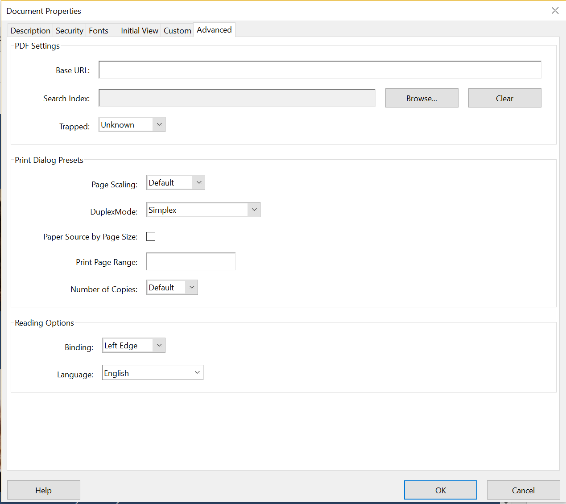 Document Properties
Description Security Fonts Initial View Custom Advanced
PDF Settings
Base URL:
Search Index: Browse... Clear
Trapped: Unknown
Print Dialog Presets
Page Scaling: Default
DuplexMode: Simplex
Paper Source by Page Size:
Print Page Range:
Number of Copies: Default
Reading Options
Binding: Left Edge
Language: English
Help OK Cancel